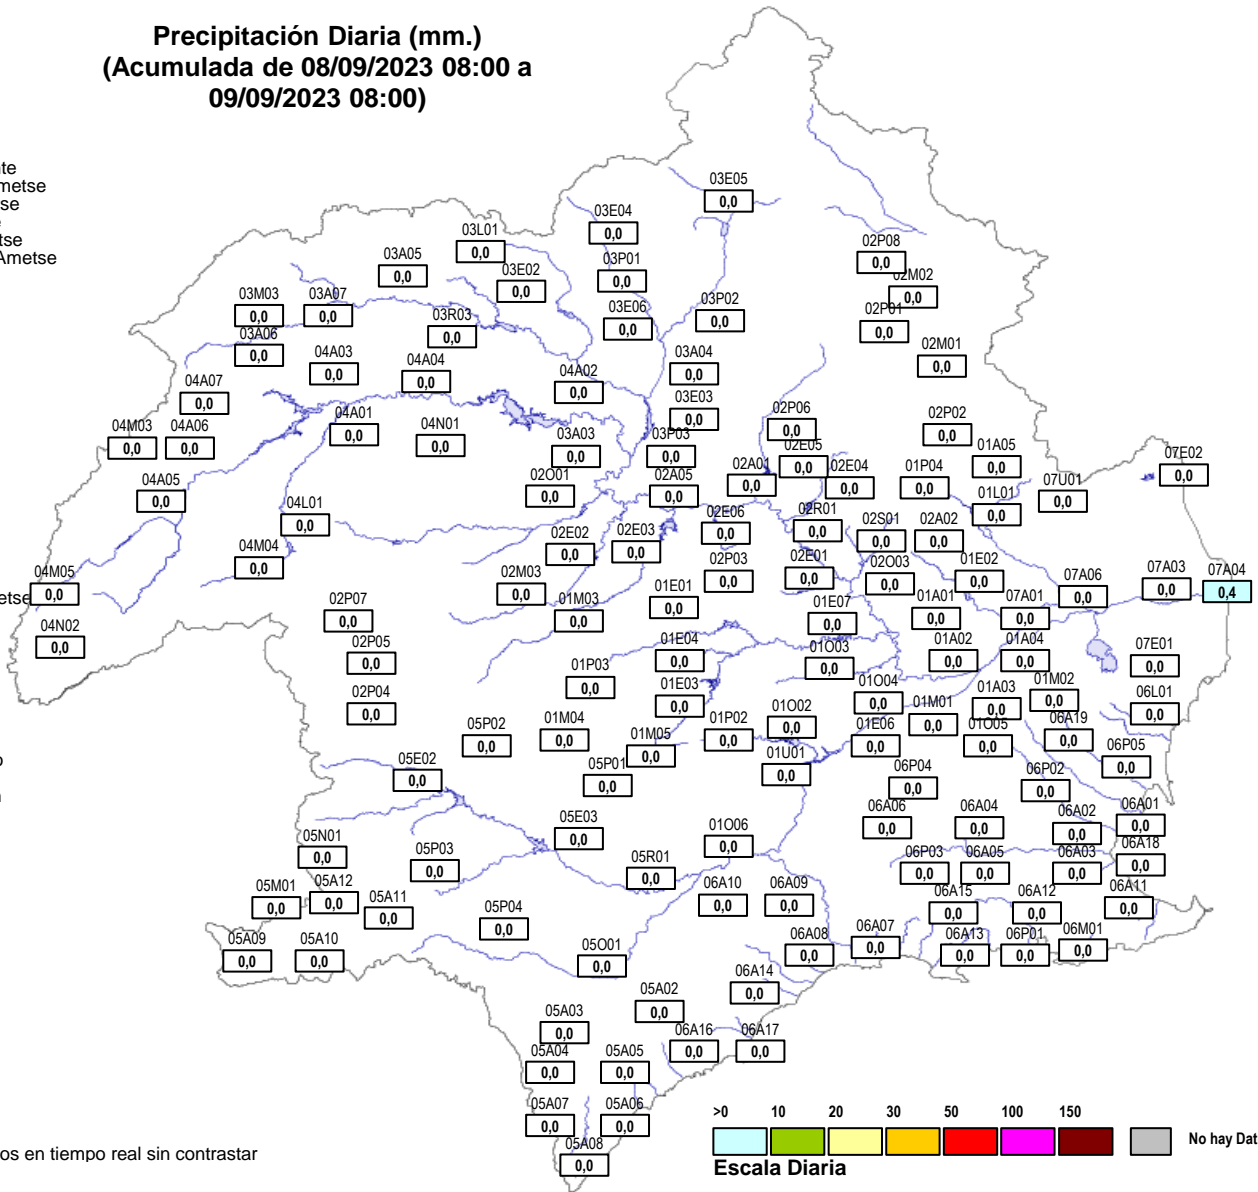 Precipitación Diaria (mm.)
(Acumulada de 08/09/2023 08:00 a
09/09/2023 08:00)
nte
metse
tse
e
tse
Ametse
03E05
0,0
03E04
0,0
03L01
0,0
02P08
0,0
03A05
0,0
03P01
0,0
03E02
0,0
02M02
0,0
03M03
0,0
03A07
0,0
03P02
0,0
03E06
0,0
02P01
0,0
03R03
0,0
03A06
0,0
02M01
0,0
04A03
0,0
04A04
0,0
03A04
0,0
04A02
0,0
04A07
0,0
03E03
0,0
02P06
0,0
02P02
0,0
04A01
0,0
04M03
0,0
04A06
0,0
04N01
0,0
03A03
0,0
03P03
0,0
02E05
0,0
01A05
0,0
07E02
0,0
02A01
0,0
02E04
0,0
01P04
0,0
02O01
0,0
02A05
0,0
04A05
0,0
07U01
0,0
01L01
0,0
04L01
0,0
02R01
0,0
02E06
0,0
02S01
0,0
02A02
0,0
02E02
0,0
02E03
0,0
04M04
0,0
02P03
0,0
02E01
0,0
02O03
0,0
01E02
0,0
04M05
0,0
etse
02M03
0,0
07A06
0,0
07A03
0,0
07A04
0,4
01E01
0,0
01M03
0,0
02P07
0,0
01E07
0,0
01A01
0,0
07A01
0,0
04N02
0,0
02P05
0,0
01E04
0,0
01O03
0,0
01A02
0,0
01A04
0,0
07E01
0,0
01P03
0,0
01E03
0,0
01O04
0,0
01A03
0,0
01M02
0,0
06L01
0,0
02P04
0,0
05P02
0,0
01M04
0,0
01M05
0,0
01P02
0,0
01O02
0,0
01E06
0,0
01M01
0,0
01O05
0,0
06A19
0,0
06P05
0,0
o
05E02
0,0
05P01
0,0
01U01
0,0
06P04
0,0
06P02
0,0
05E03
0,0
01O06
0,0
06A06
0,0
06A04
0,0
06A02
0,0
06A01
0,0
05N01
0,0
05P03
0,0
05R01
0,0
06P03
0,0
06A05
0,0
06A03
0,0
06A18
0,0
05M01
0,0
05A12
0,0
05A11
0,0
06A10
0,0
06A09
0,0
06A15
0,0
06A12
0,0
06A11
0,0
05P04
0,0
05A09
0,0
05A10
0,0
05O01
0,0
06A08
0,0
06A07
0,0
06A13
0,0
06P01
0,0
06M01
0,0
06A14
0,0
05A02
0,0
05A03
0,0
06A16
0,0
06A17
0,0
05A04
0,0
05A05
0,0
05A07
0,0
05A06
0,0
05A08
0,0
>0 10 20 30 50 100 150
No hay Dat
Escala Diaria
os en tiempo real sin contrastar